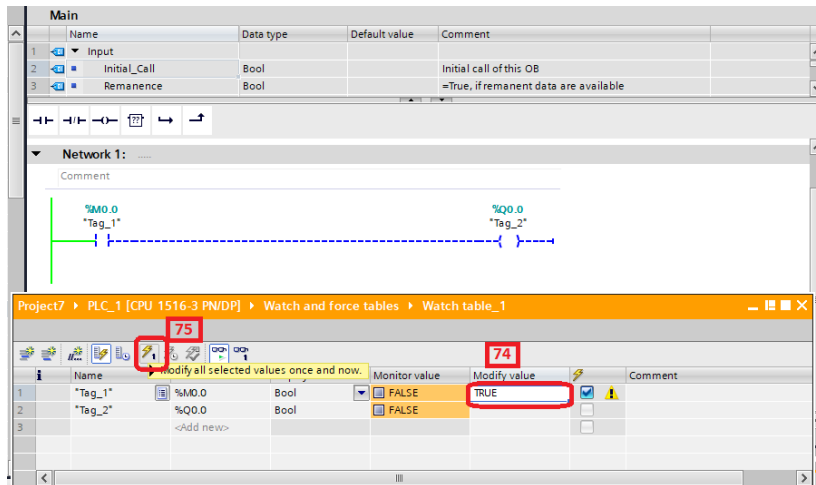 Main
Name Data type Default value Comment
1 Input
2 Initial_Call Bool Initial call of this OB
3 Remanence Bool =True, if remanent data are available
??
Network 1: .....
Comment
%M0.0 %Q0.0
"Tag_1" "Tag_2"
Project7 PLC_1 [CPU 1516-3 PN/DP] Watch and force tables Watch table_1
75
74
Modify all selected values once and now.
i Name Monitor value Modify value Comment
1 "Tag_1" %M0.0 Bool FALSE TRUE
2 "Tag_2" %Q0.0 Bool FALSE
3 <Add new>